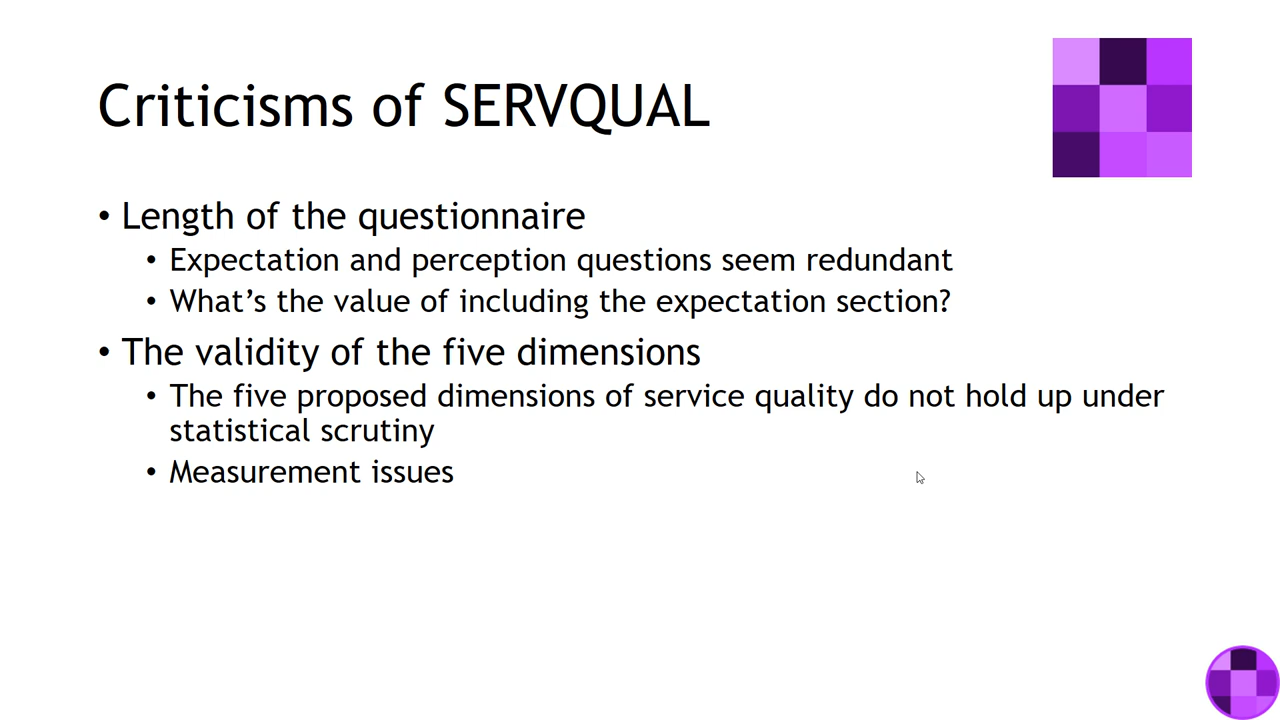 Criticisms of SERVQUAL
• Length of the questionnaire
• Expectation and perception questions seem redundant
• What’s the value of including the expectation section?
• The validity of the five dimensions
• The five proposed dimensions of service quality do not hold up under
statistical scrutiny
• Measurement issues